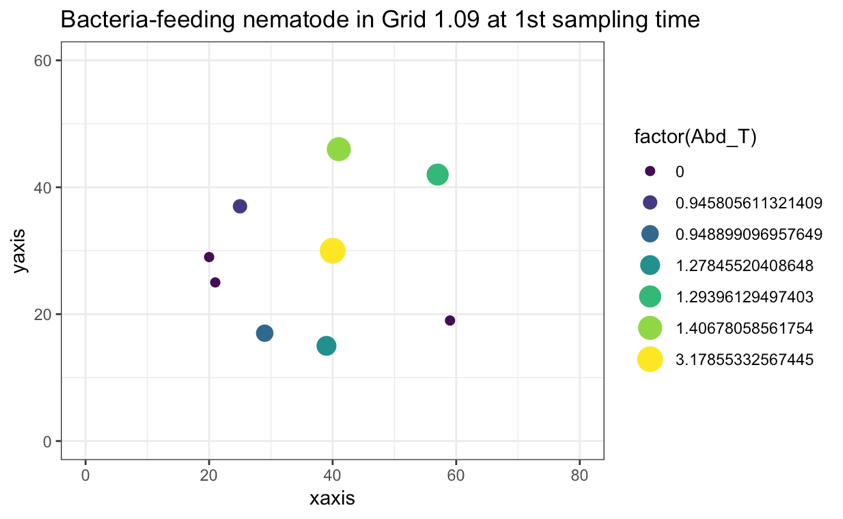 Bacteria-feeding nematode in Grid 1.09 at 1st sampling time
60
40
20
0
yaxis
0 20 40 60 80
xaxis
factor(Abd_T)
0
0.945805611321409
0.948899096957649
1.27845520408648
1.29396129497403
1.40678058561754
3.17855332567445